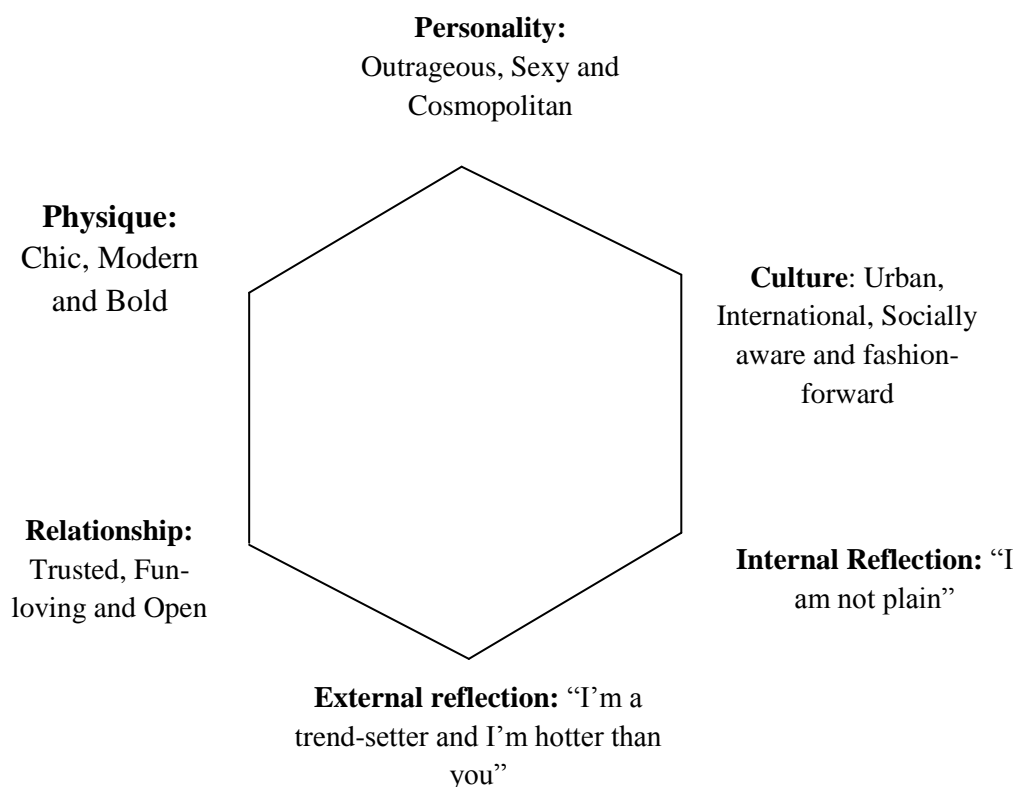 Personality:
Outrageous, Sexy and
Cosmopolitan
Physique:
Chic, Modern
and Bold
Culture: Urban,
International, Socially
aware and fashion-
forward
Relationship:
Trusted, Fun-
loving and Open
Internal Reflection: “I
am not plain”
External reflection: “I’m a
trend-setter and I’m hotter than
you”